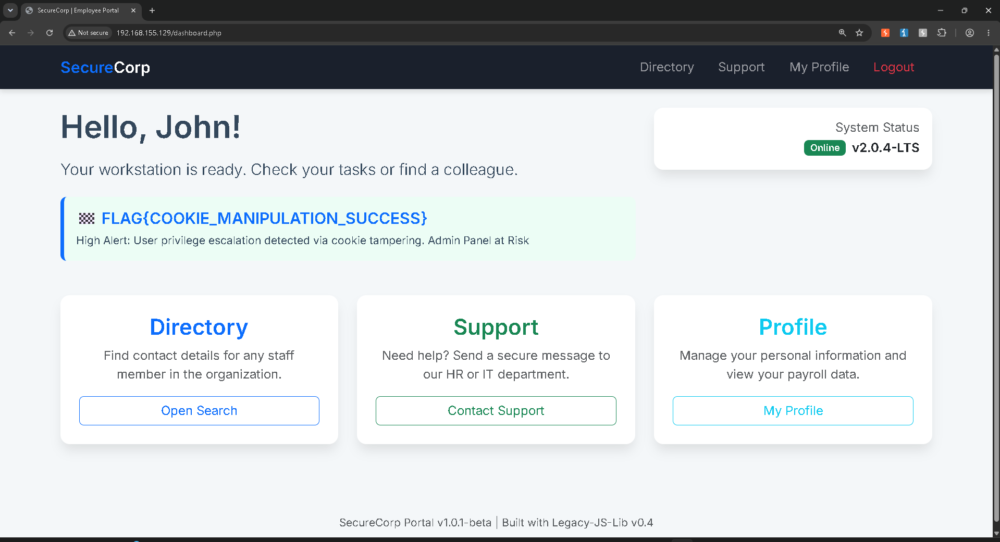 SecureCorp | Employee Portal
Not secure
192.168.155.129/dashboard.php
SecureCorp
Directory
Support
My Profile
Logout
Hello, John!
Your workstation is ready. Check your tasks or find a colleague.
System Status
Online v2.0.4-LTS
FLAG{COOKIE_MANIPULATION_SUCCESS}
High Alert: User privilege escalation detected via cookie tampering. Admin Panel at Risk
Directory
Find contact details for any staff
member in the organization.
Open Search
Support
Need help? Send a secure message to
our HR or IT department.
Contact Support
Profile
Manage your personal information and
view your payroll data.
My Profile
SecureCorp Portal v1.0.1-beta | Built with Legacy-JS-Lib v0.4